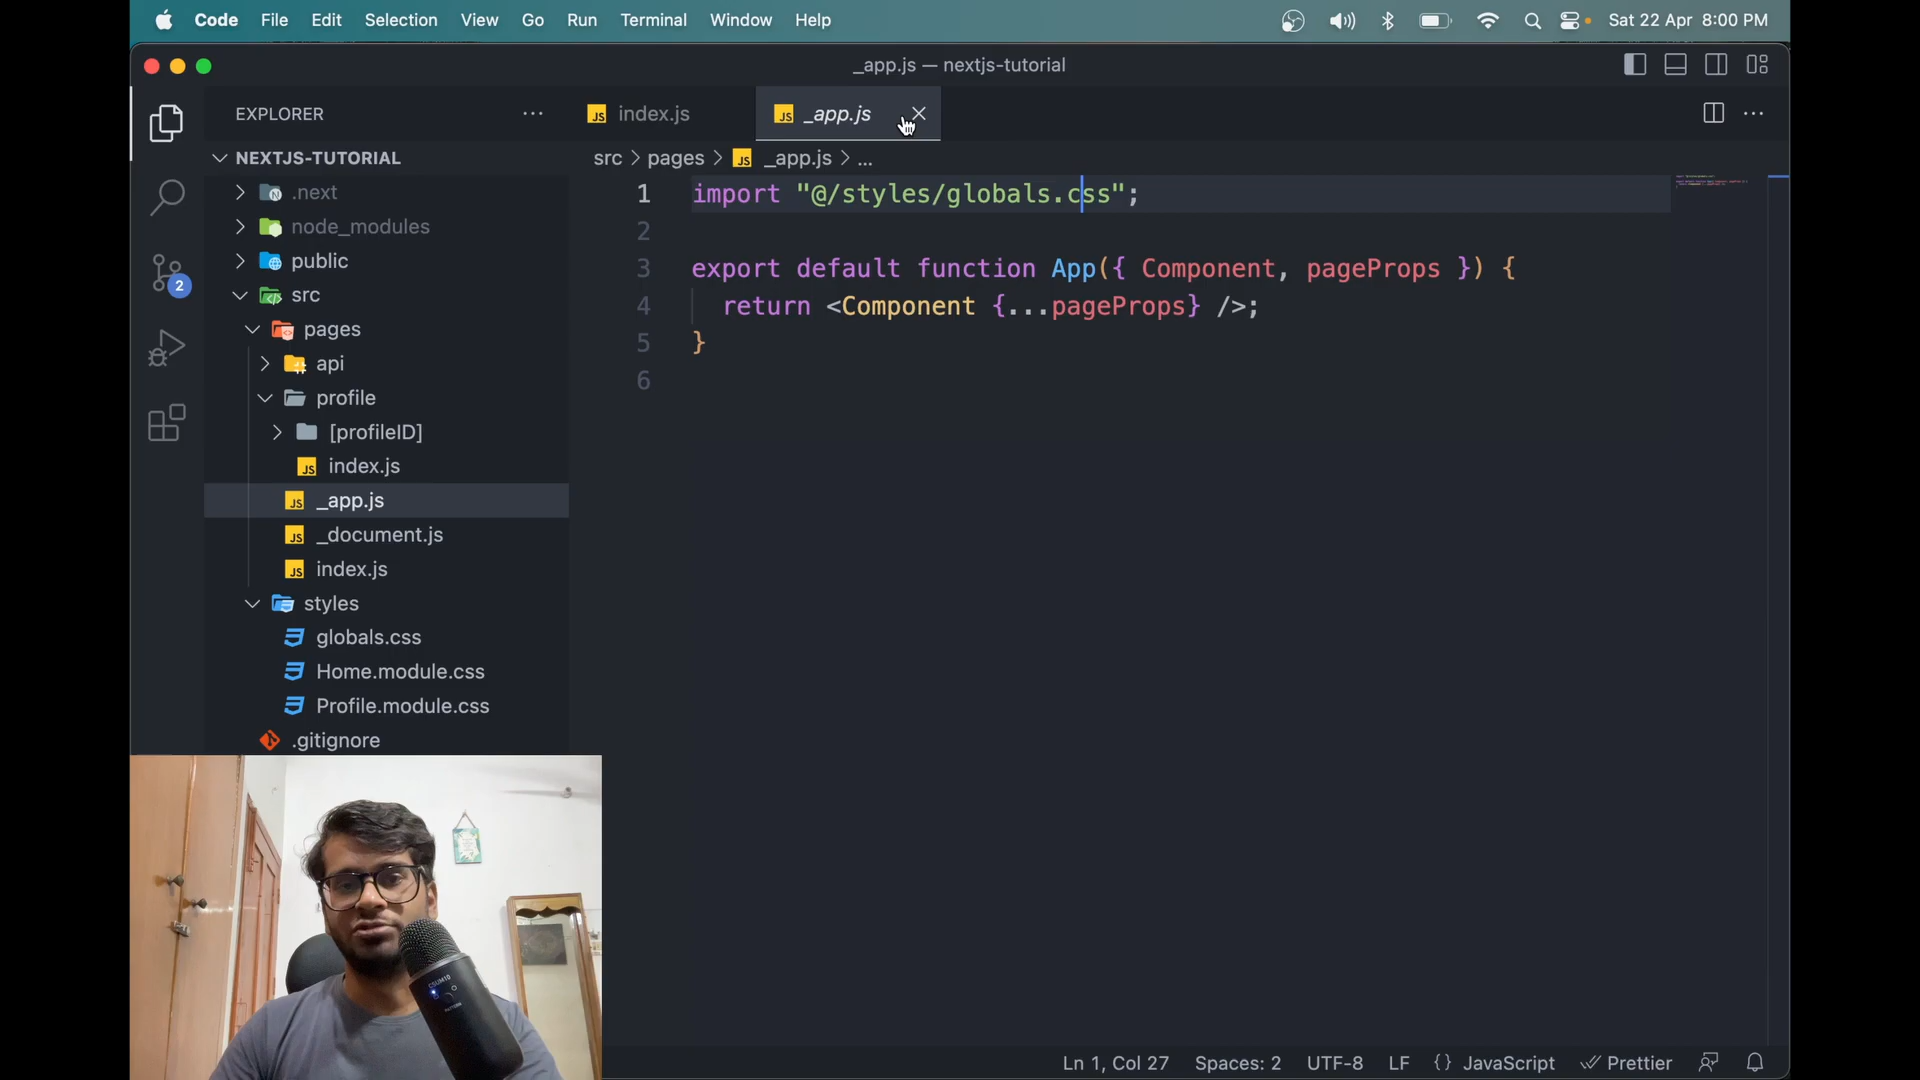 Code File Edit Selection View Go Run Terminal Window Help Sat 22 Apr 8:00 PM
_app.js — nextjs-tutorial
EXPLORER
index.js
_app.js
NEXTJS-TUTORIAL
src > pages > _app.js > ...
.next
node_modules
public
src
2
pages
api
profile
[profileID]
index.js
_app.js
_document.js
index.js
styles
globals.css
Home.module.css
Profile.module.css
.gitignore
1 import "@/styles/globals.css";
2
3 export default function App({ Component, pageProps }) {
4 return <Component {...pageProps} />;
5 }
6
Ln 1, Col 27 Spaces: 2 UTF-8 LF {} JavaScript Prettier